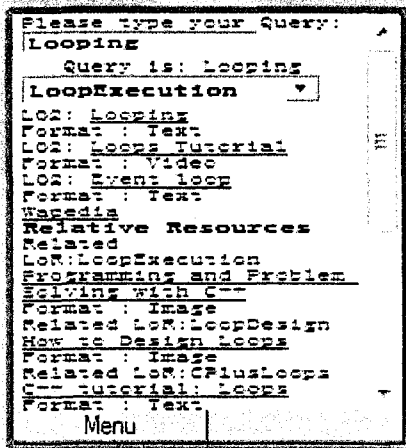 Please type your Query:
Looping
Query is: Looping
LoopExecution
LO2: Looping
Format : Text
LO2: Loops Tutorial
Format : Video
LO2: Event loop
Format : Text
Wapedia
Relative Resources
Related
LoR:LoopExecution
Programming and Problem
Solving with C++
Format : Image
Related LoR:LoopDesign
How to Design Loops
Format : Image
Related LoR:CPlusLoops
C++ tutorial: Loops
Format : Text
Menu